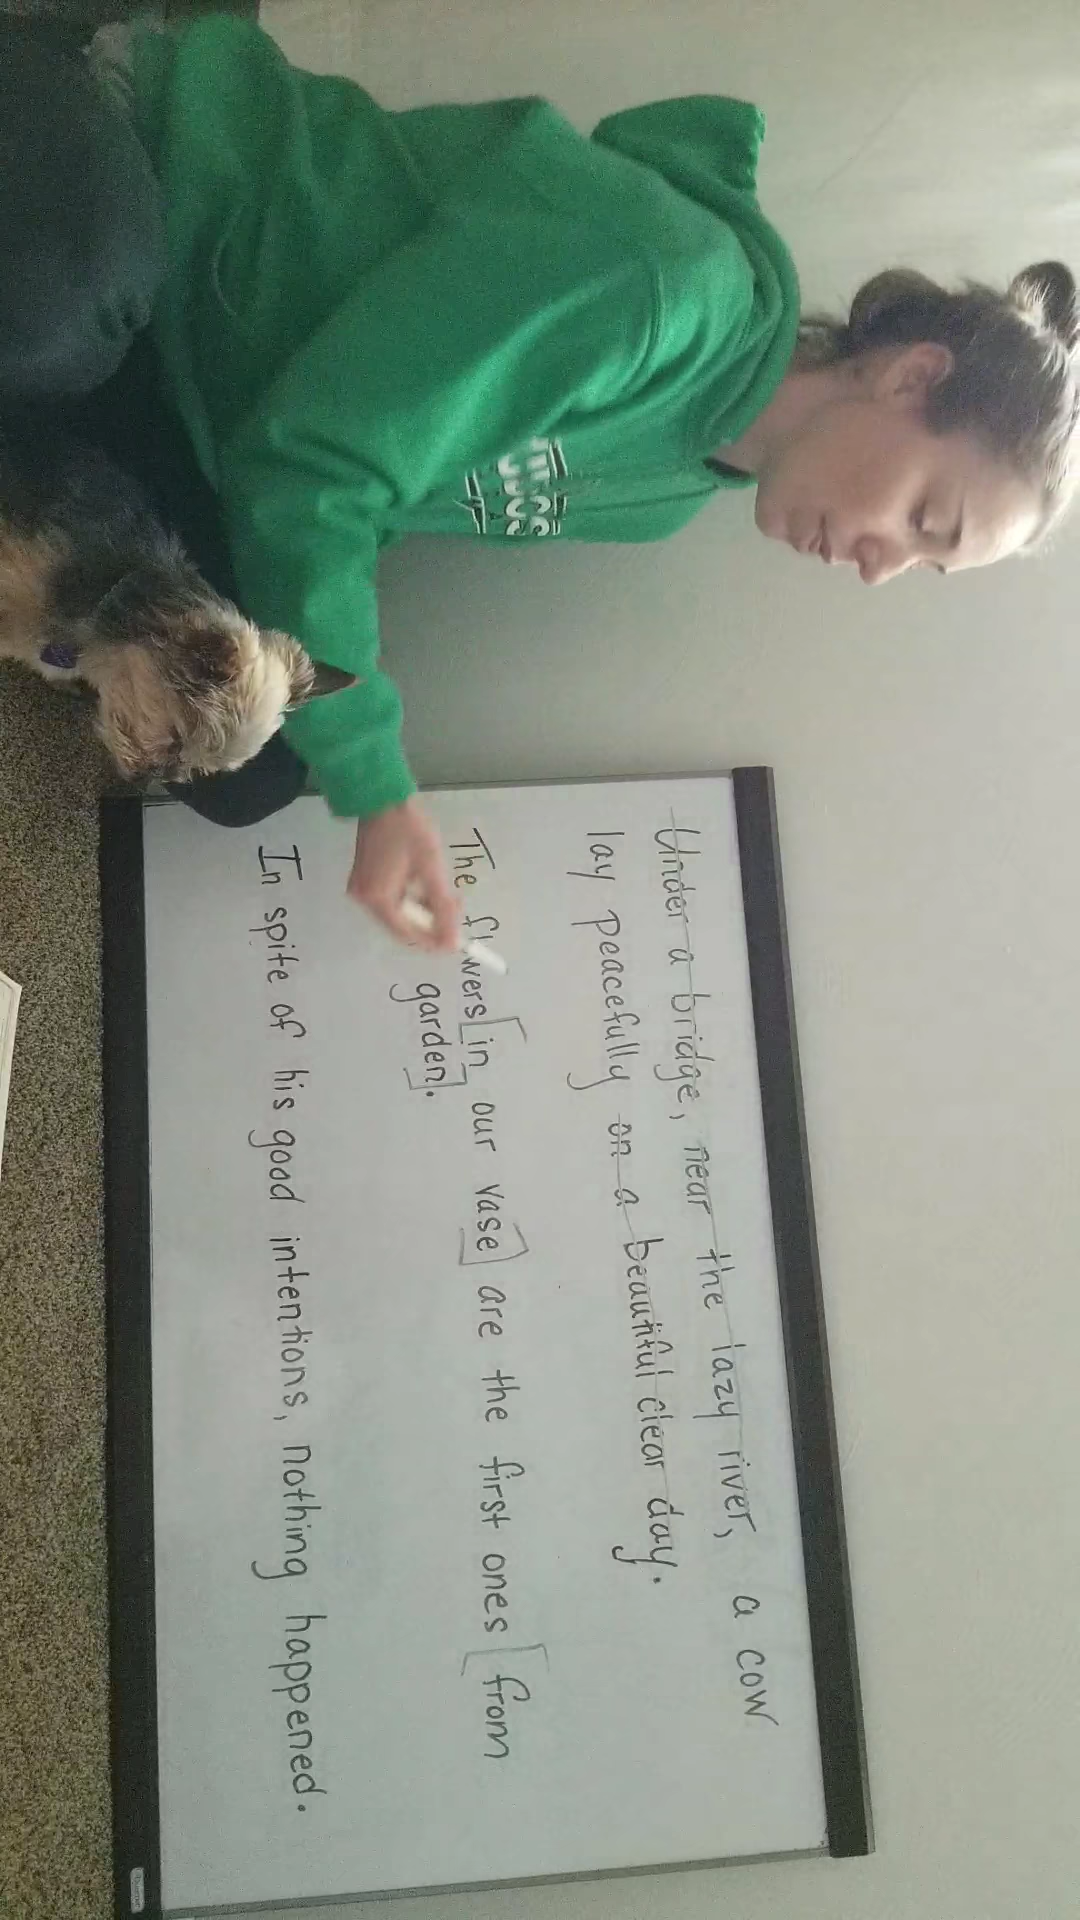 Under a bridge, near the lazy river, a cow
lay peacefully on a beautiful clear day.
The flowers [in our vase] are the first ones [from
garden].
In spite of his good intentions, nothing happened.